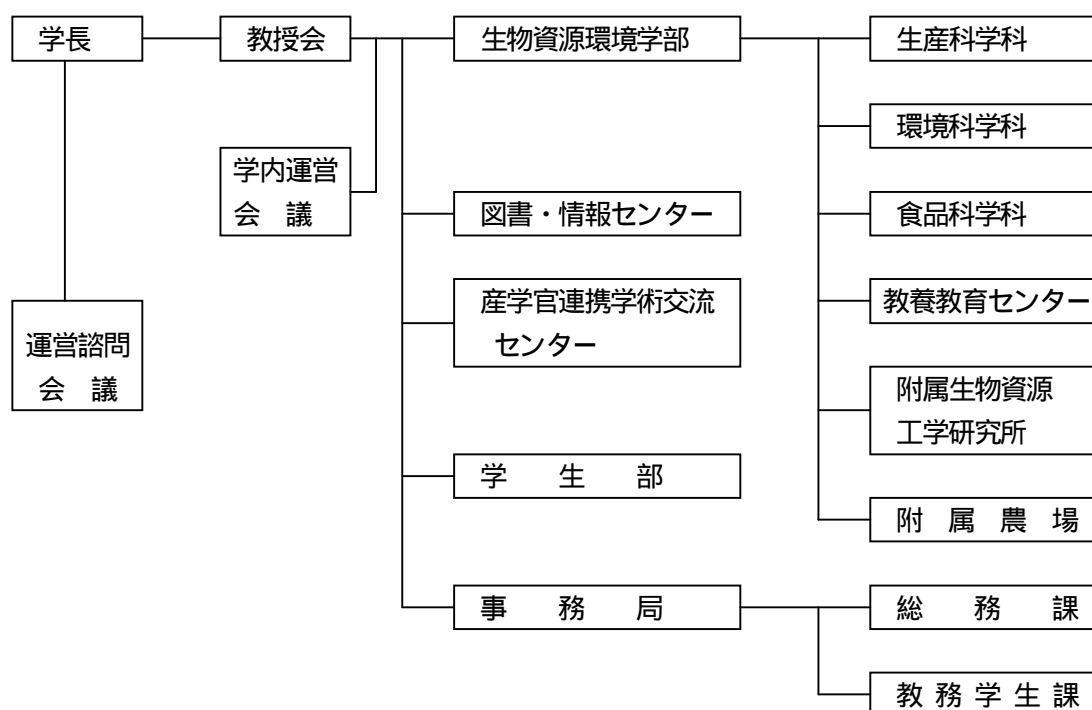 学長
教授会
生物資源環境学部
生産科学科
環境科学科
学内運営
会　議
図書・情報センター
食品科学科
産学官連携学術交流
センター
教養教育センター
運営諮問
会　議
附属生物資源
工学研究所
学　生　部
附　属　農　場
事　務　局
総　務　課
教 務 学 生 課